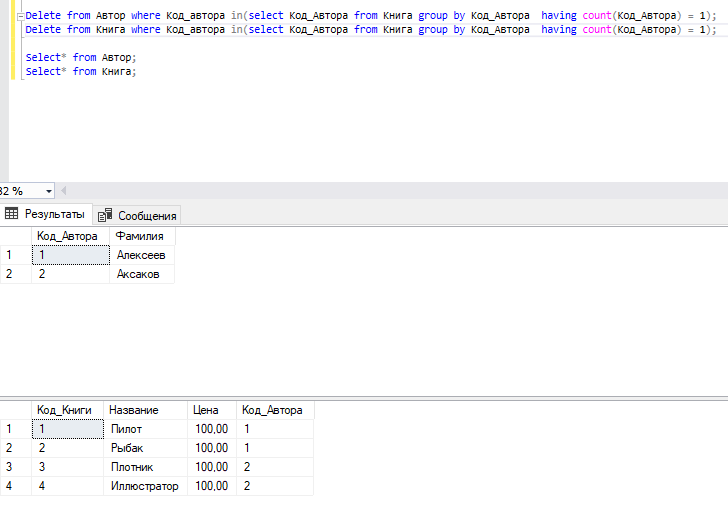 Delete from Автор where Код_автора in(select Код_Автора from Книга group by Код_Автора  having count(Код_Автора) = 1);
Delete from Книга where Код_автора in(select Код_Автора from Книга group by Код_Автора  having count(Код_Автора) = 1);
Select* from Автор;
Select* from Книга;
32 %
Результаты Сообщения
Код_Автора Фамилия
1 1 Алексеев
2 2 Аксаков
Код_Книги Название Цена Код_Автора
1 1 Пилот 100,00 1
2 2 Рыбак 100,00 1
3 3 Плотник 100,00 2
4 4 Иллюстратор 100,00 2